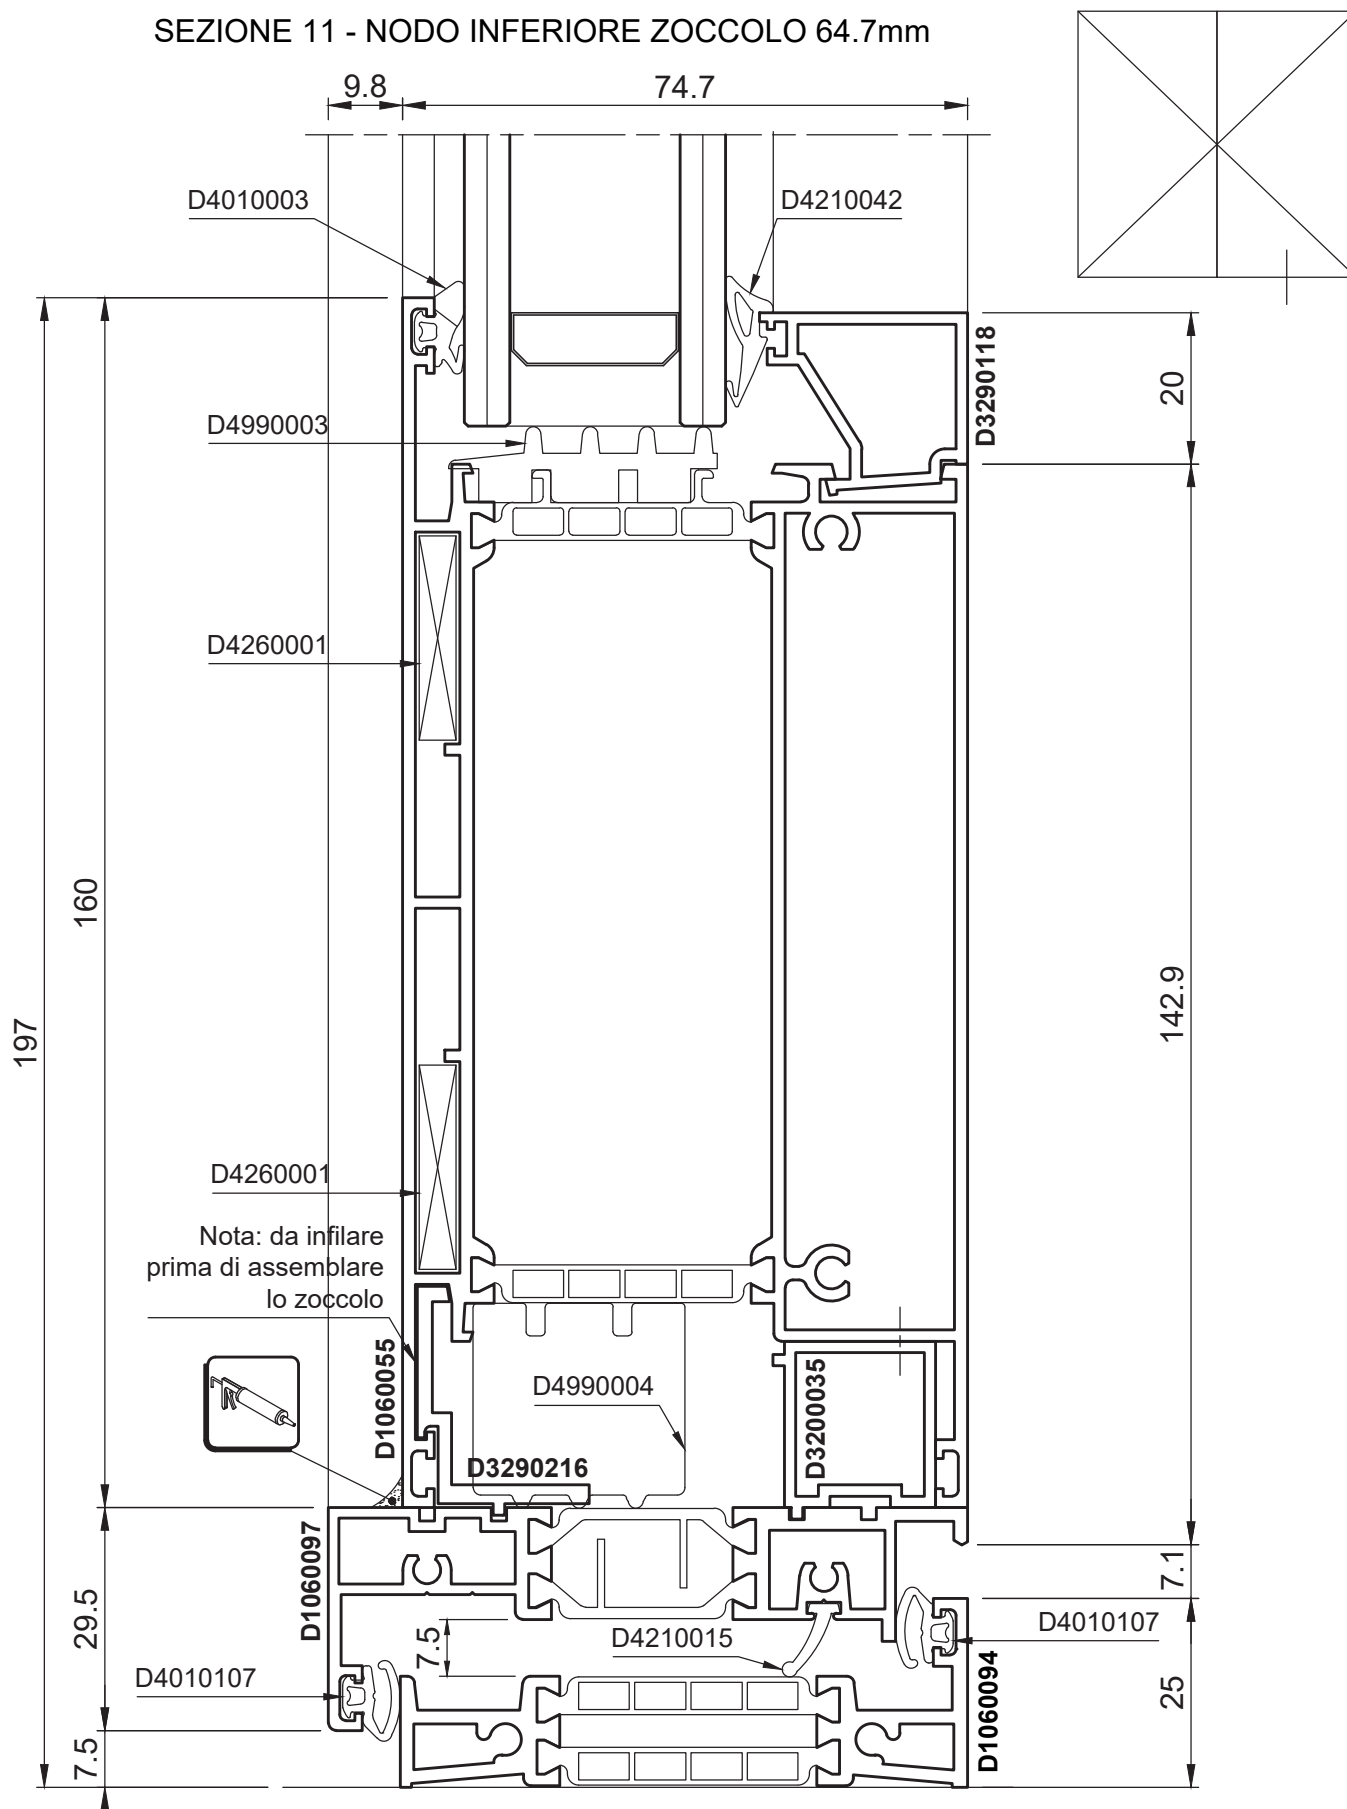 SEZIONE 11 - NODO INFERIORE ZOCCOLO 64.7mm
9.8
74.7
D4010003
D4210042
D3290118
20
D4990003
D4260001
160
197
142.9
D4260001
Nota: da infilare
prima di assemblare
lo zoccolo
D1060055
D4990004
D3200035
D3290216
D1060097
7.1
29.5
7.5
D4210015
D4010107
D4010107
D1060094
25
7.5